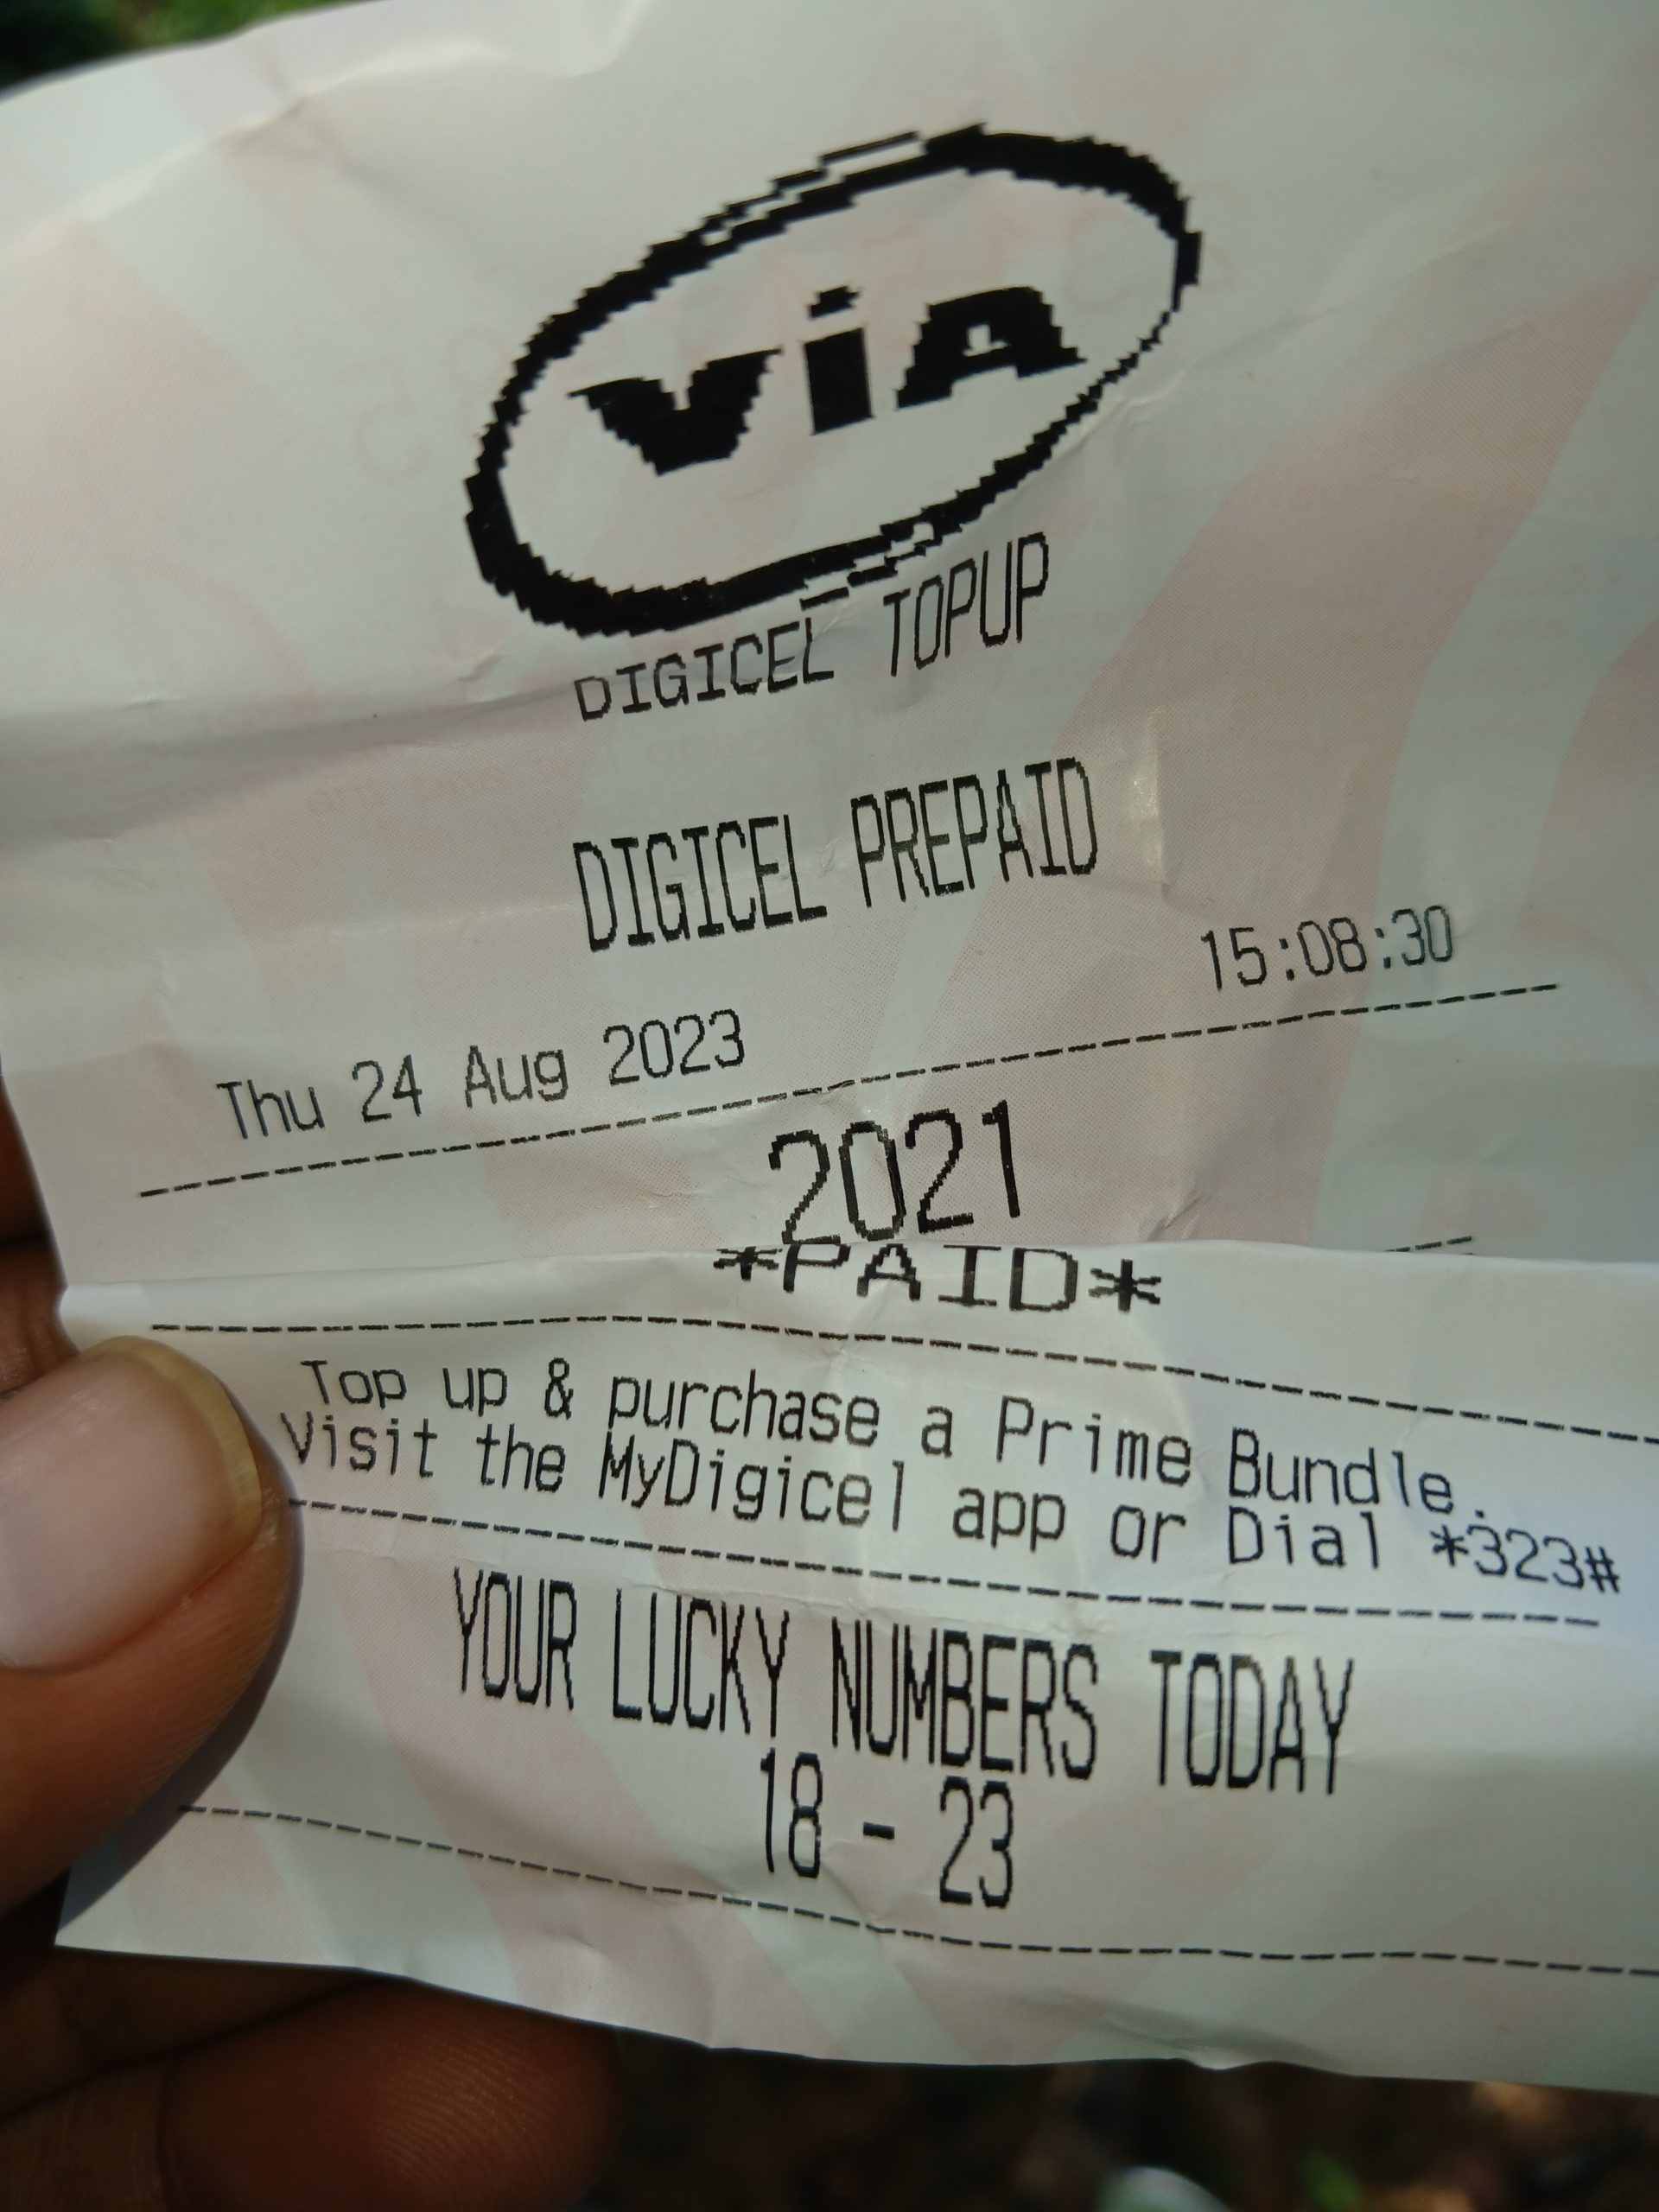 ViA
DIGICEL TOPUP
DIGICEL PREPAID
Thu 24 Aug 2023 15:08:30
2021
*PAID*
Top up & purchase a Prime Bundle.
Visit the MyDigicel app or Dial *323#
YOUR LUCKY NUMBERS TODAY
18 - 23